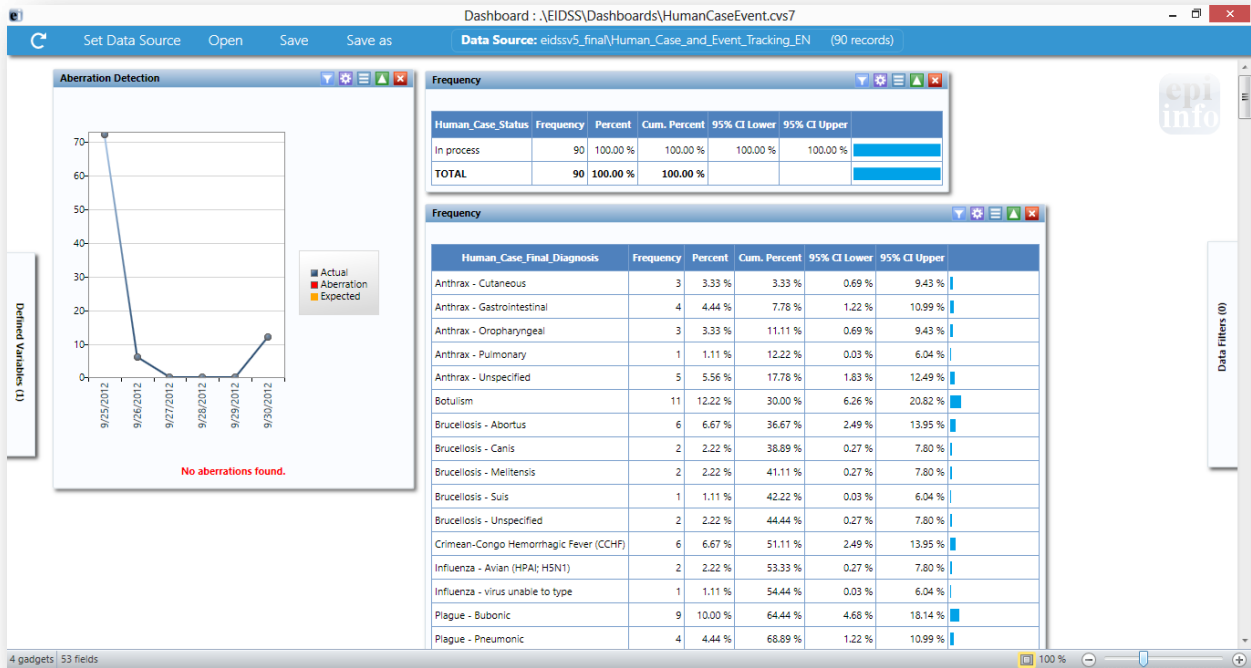 Dashboard : .\EIDSS\Dashboards\HumanCaseEvent.cvs7
Set Data Source Open Save Save as Data Source: eidssv5_final\Human_Case_and_Event_Tracking_EN (90 records)
Aberration Detection
70
60
50
40
30
20
10
0
9/25/2012
9/26/2012
9/27/2012
9/28/2012
9/29/2012
9/30/2012
Actual
Aberration
Expected
No aberrations found.
Defined Variables (1)
Frequency
Human_Case_Status Frequency Percent Cum. Percent 95% CI Lower 95% CI Upper
In process 90 100.00 % 100.00 % 100.00 % 100.00 %
TOTAL 90 100.00 % 100.00 %
Frequency
Human_Case_Final_Diagnosis Frequency Percent Cum. Percent 95% CI Lower 95% CI Upper
Anthrax - Cutaneous 3 3.33 % 3.33 % 0.69 % 9.43 %
Anthrax - Gastrointestinal 4 4.44 % 7.78 % 1.22 % 10.99 %
Anthrax - Oropharyngeal 3 3.33 % 11.11 % 0.69 % 9.43 %
Anthrax - Pulmonary 1 1.11 % 12.22 % 0.03 % 6.04 %
Anthrax - Unspecified 5 5.56 % 17.78 % 1.83 % 12.49 %
Botulism 11 12.22 % 30.00 % 6.26 % 20.82 %
Brucellosis - Abortus 6 6.67 % 36.67 % 2.49 % 13.95 %
Brucellosis - Canis 2 2.22 % 38.89 % 0.27 % 7.80 %
Brucellosis - Melitensis 2 2.22 % 41.11 % 0.27 % 7.80 %
Brucellosis - Suis 1 1.11 % 42.22 % 0.03 % 6.04 %
Brucellosis - Unspecified 2 2.22 % 44.44 % 0.27 % 7.80 %
Crimean-Congo Hemorrhagic Fever (CCHF) 6 6.67 % 51.11 % 2.49 % 13.95 %
Influenza - Avian (HPAI; H5N1) 2 2.22 % 53.33 % 0.27 % 7.80 %
Influenza - virus unable to type 1 1.11 % 54.44 % 0.03 % 6.04 %
Plague - Bubonic 9 10.00 % 64.44 % 4.68 % 18.14 %
Plague - Pneumonic 4 4.44 % 68.89 % 1.22 % 10.99 %
epi
info
Data Filters (0)
4 gadgets 53 fields
100 %